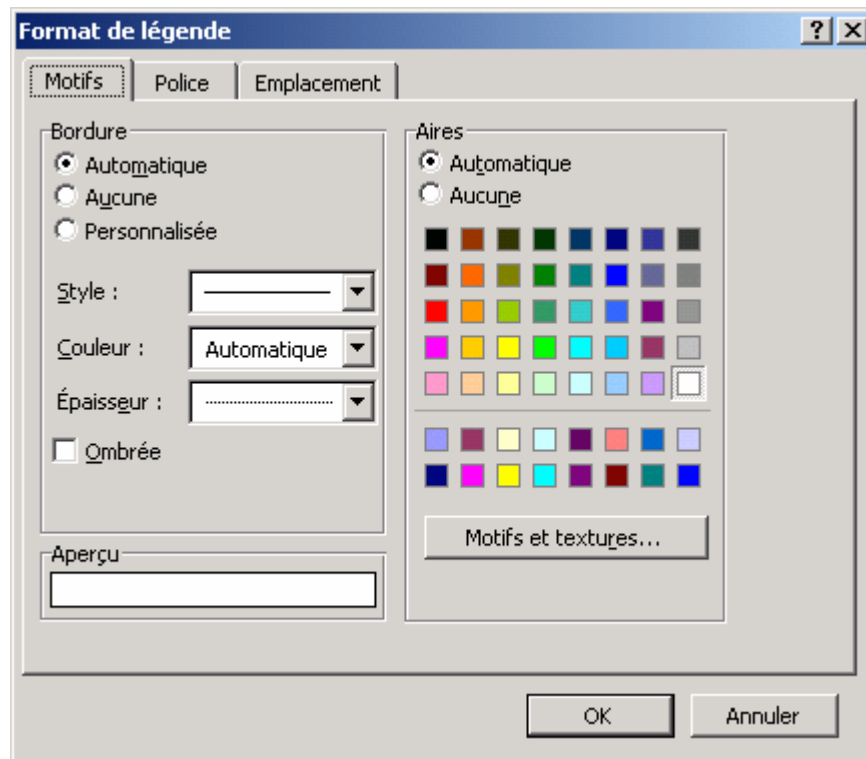 Format de légende
Motifs
Police
Emplacement
Bordure
Automatique
Aucune
Personnalisée
Style :
Couleur :
Automatique
Épaisseur :
Ombrée
Aperçu
Aires
Automatique
Aucune
Motifs et textures...
OK
Annuler